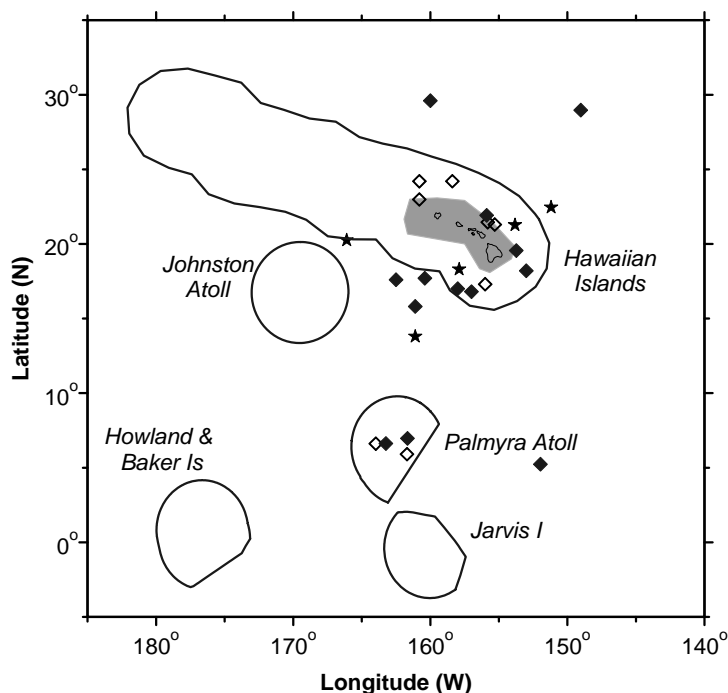 30°
20°
10°
0°
Latitude (N)
Hawaiian
Islands
Johnston
Atoll
Howland &
Baker Is
Palmyra Atoll
Jarvis I
180°
170°
160°
150°
140°
Longitude (W)